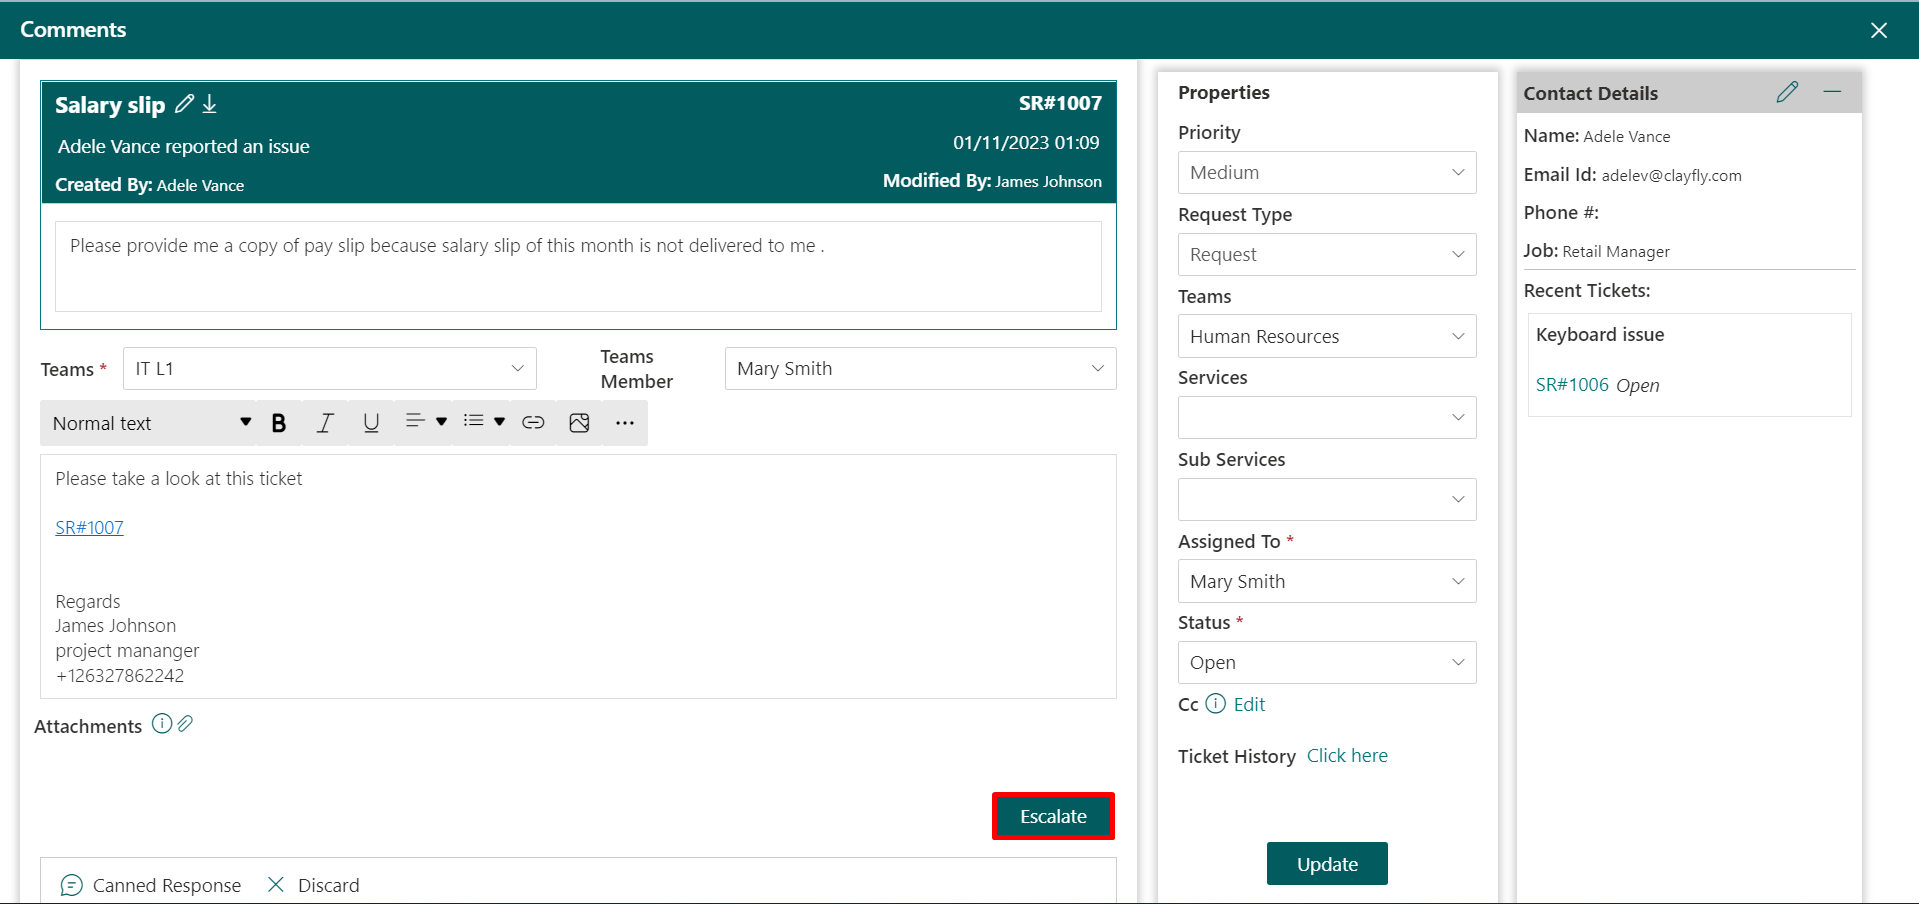 Comments
Salary slip
SR#1007
Adele Vance reported an issue
01/11/2023 01:09
Created By: Adele Vance
Modified By: James Johnson
Please provide me a copy of pay slip because salary slip of this month is not delivered to me .
Teams *
IT L1
Teams
Member
Mary Smith
Normal text
B I U
Please take a look at this ticket
SR#1007
Regards
James Johnson
project mananger
+126327862242
Attachments
Escalate
Canned Response
Discard
Properties
Priority
Medium
Request Type
Request
Teams
Human Resources
Services
Sub Services
Assigned To *
Mary Smith
Status *
Open
Cc Edit
Ticket History Click here
Update
Contact Details
Name: Adele Vance
Email Id: adelev@clayfly.com
Phone #:
Job: Retail Manager
Recent Tickets:
Keyboard issue
SR#1006 Open